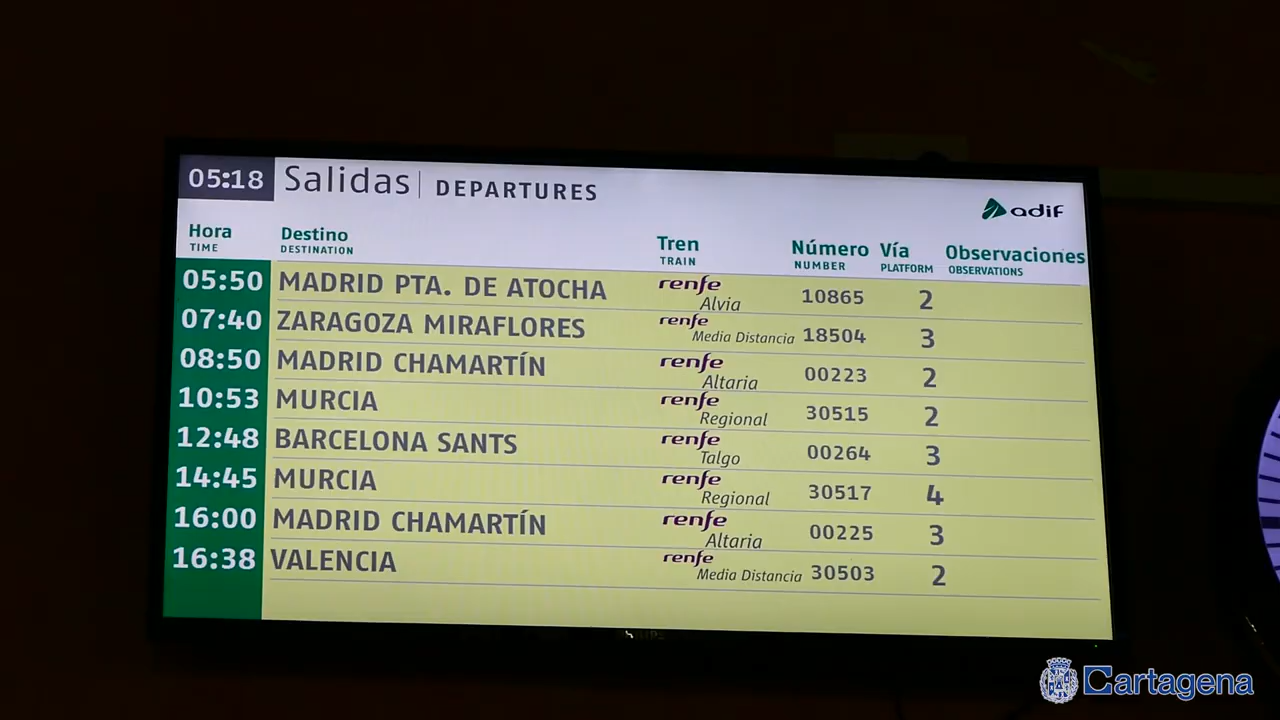 05:18 Salidas | DEPARTURES
adif
Hora Destino Tren Número Vía Observaciones
TIME DESTINATION TRAIN NUMBER PLATFORM OBSERVATIONS
05:50 MADRID PTA. DE ATOCHA renfe Alvia 10865 2
07:40 ZARAGOZA MIRAFLORES renfe Media Distancia 18504 3
08:50 MADRID CHAMARTÍN renfe Altaria 00223 2
10:53 MURCIA renfe Regional 30515 2
12:48 BARCELONA SANTS renfe Talgo 00264 3
14:45 MURCIA renfe Regional 30517 4
16:00 MADRID CHAMARTÍN renfe Altaria 00225 3
16:38 VALENCIA renfe Media Distancia 30503 2
Cartagena